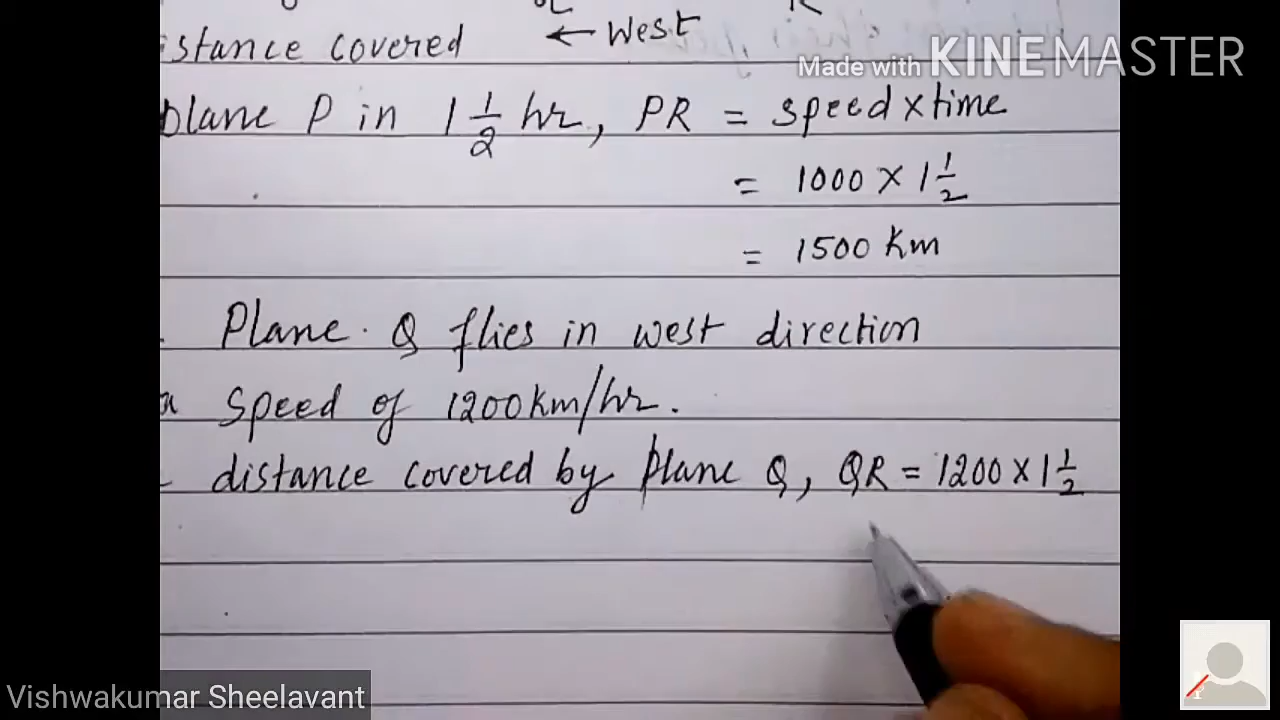 istance covered ← West
Made with KINEMASTER
plane P in 1 1/2 hr, PR = speed × time
= 1000 × 1 1/2
= 1500 Km
Plane Q flies in west direction
speed of 1200 km/hr.
distance covered by plane Q, QR = 1200 × 1 1/2
Vishwakumar Sheelavant